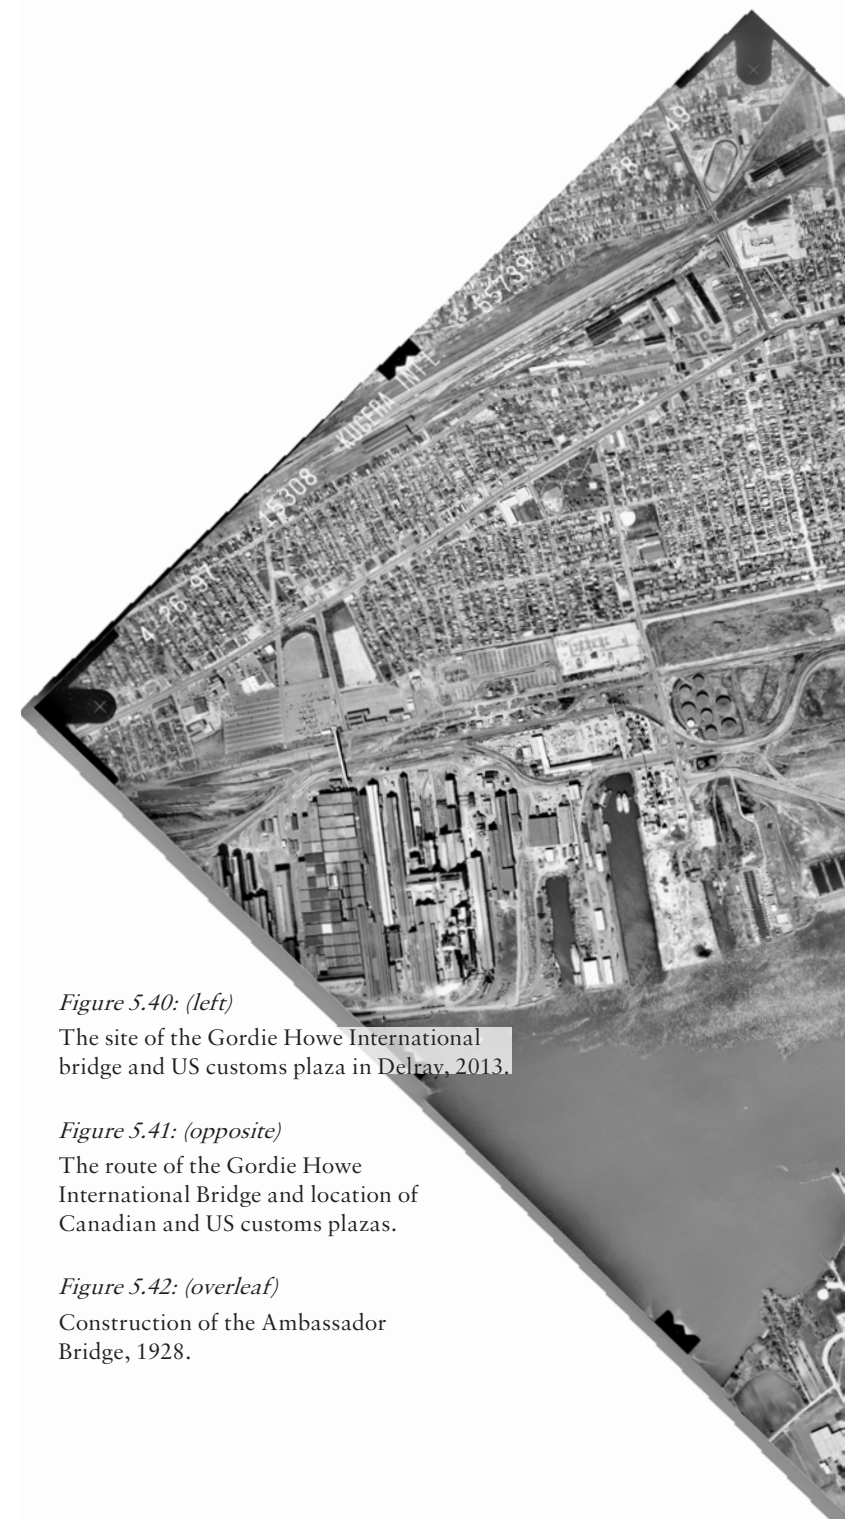 49
28
65739
KUCERA INT'L
15308
4 26 97
Figure 5.40: (left)
The site of the Gordie Howe International
bridge and US customs plaza in Delray, 2013.
Figure 5.41: (opposite)
The route of the Gordie Howe
International Bridge and location of
Canadian and US customs plazas.
Figure 5.42: (overleaf)
Construction of the Ambassador
Bridge, 1928.